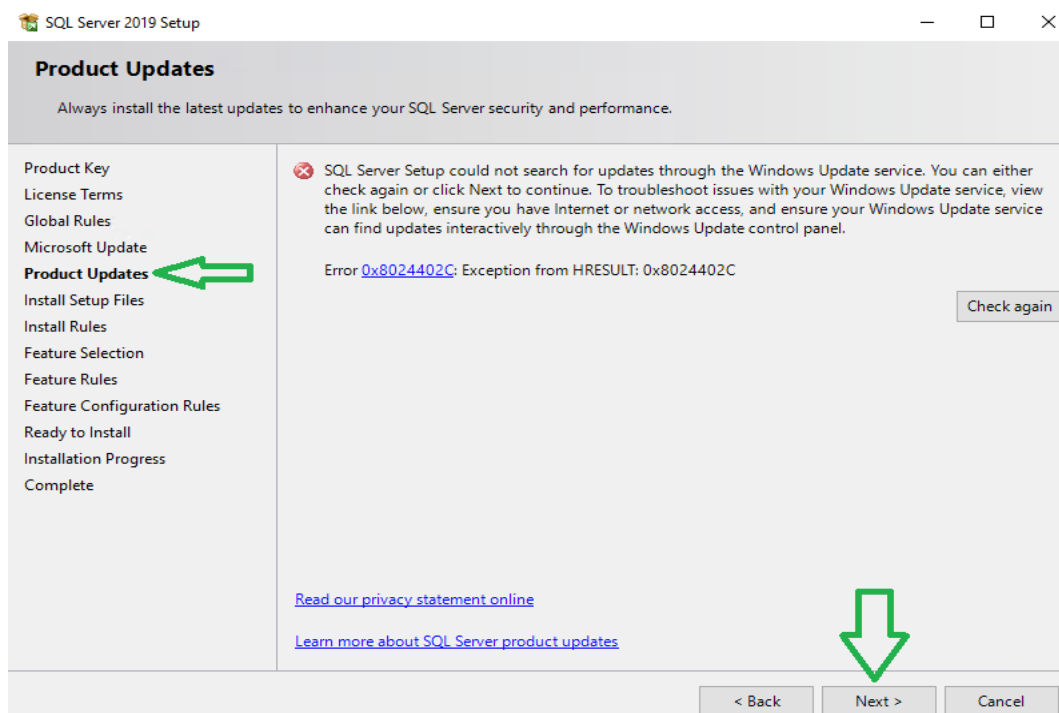 SQL Server 2019 Setup
Product Updates
Always install the latest updates to enhance your SQL Server security and performance.
Product Key
License Terms
Global Rules
Microsoft Update
Product Updates
Install Setup Files
Install Rules
Feature Selection
Feature Rules
Feature Configuration Rules
Ready to Install
Installation Progress
Complete
SQL Server Setup could not search for updates through the Windows Update service. You can either
check again or click Next to continue. To troubleshoot issues with your Windows Update service, view
the link below, ensure you have Internet or network access, and ensure your Windows Update service
can find updates interactively through the Windows Update control panel.
Error 0x8024402C: Exception from HRESULT: 0x8024402C
Check again
Read our privacy statement online
Learn more about SQL Server product updates
< Back
Next >
Cancel